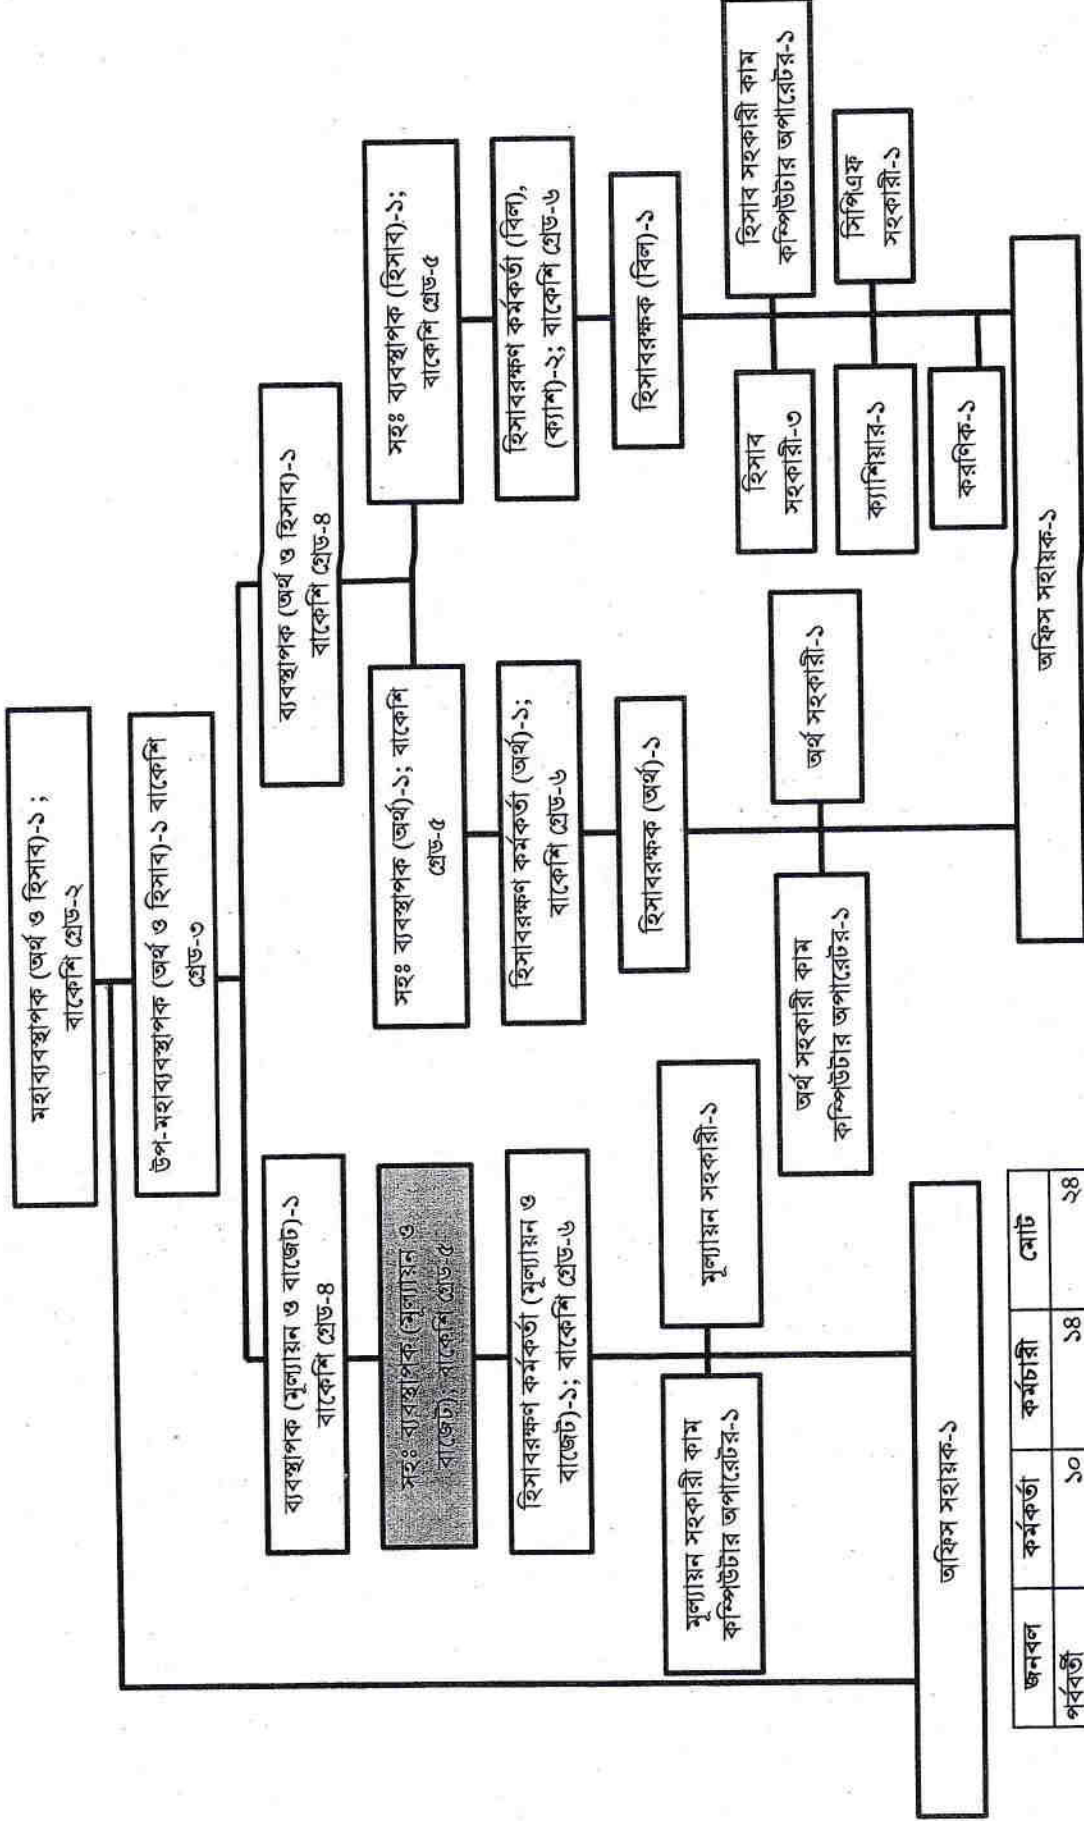 মহাব্যবস্থাপক (অর্থ ও হিসাব)-১ ;
বাকেশি গ্রেড-২
উপ-মহাব্যবস্থাপক (অর্থ ও হিসাব)-১ বাকেশি
গ্রেড-৩
ব্যবস্থাপক (মূল্যায়ন ও বাজেট)-১
বাকেশি গ্রেড-৪
ব্যবস্থাপক (অর্থ ও হিসাব)-১
বাকেশি গ্রেড-৪
সহঃ ব্যবস্থাপক (মূল্যায়ন ও
বাজেট); বাকেশি গ্রেড-৫
সহঃ ব্যবস্থাপক (অর্থ)-১; বাকেশি
গ্রেড-৫
সহঃ ব্যবস্থাপক (হিসাব)-১;
বাকেশি গ্রেড-৫
হিসাবরক্ষণ কর্মকর্তা (মূল্যায়ন ও
বাজেট)-১; বাকেশি গ্রেড-৬
হিসাবরক্ষণ কর্মকর্তা (অর্থ)-১;
বাকেশি গ্রেড-৬
হিসাবরক্ষণ কর্মকর্তা (বিল),
(ক্যাশ)-২; বাকেশি গ্রেড-৬
হিসাবরক্ষক (অর্থ)-১
হিসাবরক্ষক (বিল)-১
মূল্যায়ন সহকারী কাম
কম্পিউটার অপারেটর-১
মূল্যায়ন সহকারী-১
অর্থ সহকারী কাম
কম্পিউটার অপারেটর-১
অর্থ সহকারী-১
হিসাব
সহকারী-৩
হিসাব সহকারী কাম
কম্পিউটার অপারেটর-১
ক্যাশিয়ার-১
সিপিএফ
সহকারী-১
করণিক-১
অফিস সহায়ক-১
অফিস সহায়ক-১
জনবল কর্মকর্তা কর্মচারী মোট
পূর্ববর্তী ১০ ১৪ ২৪